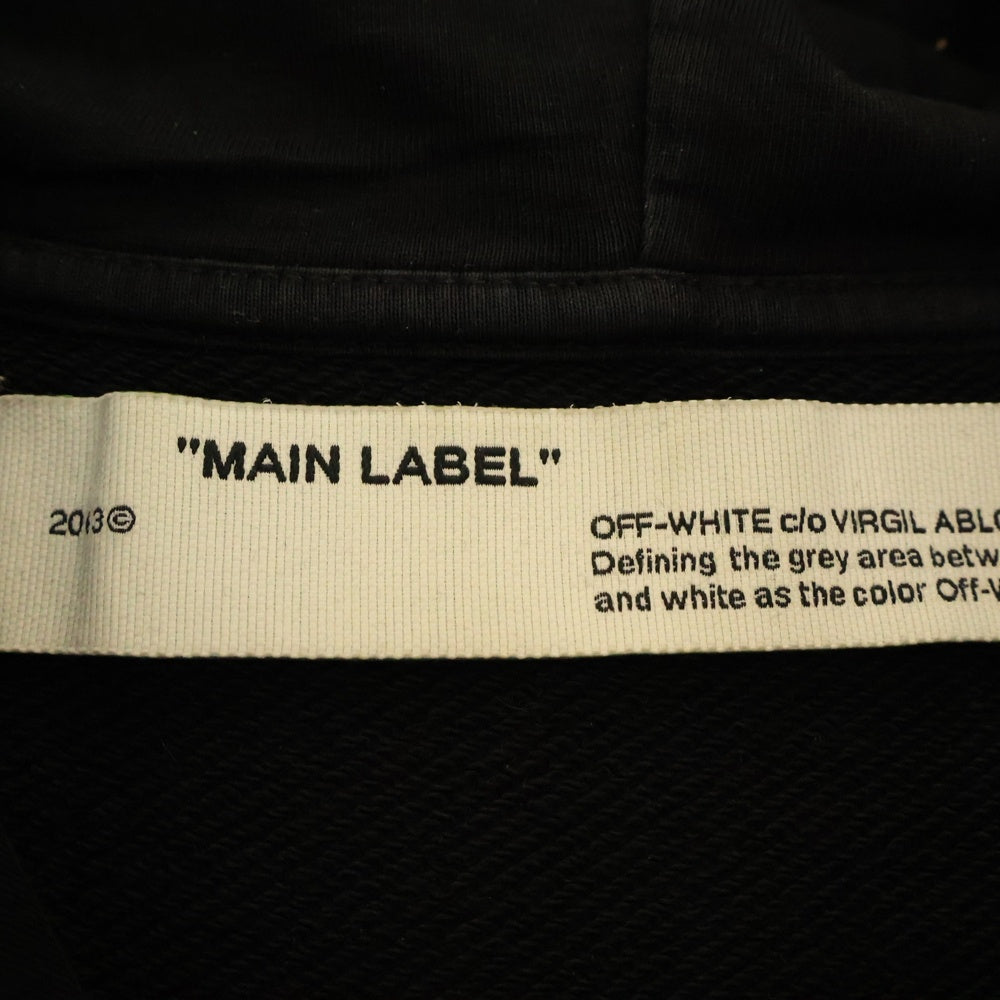 "MAIN LABEL"
2013©
OFF-WHITE c/o VIRGIL ABLO
Defining the grey area betw
and white as the color Off-W